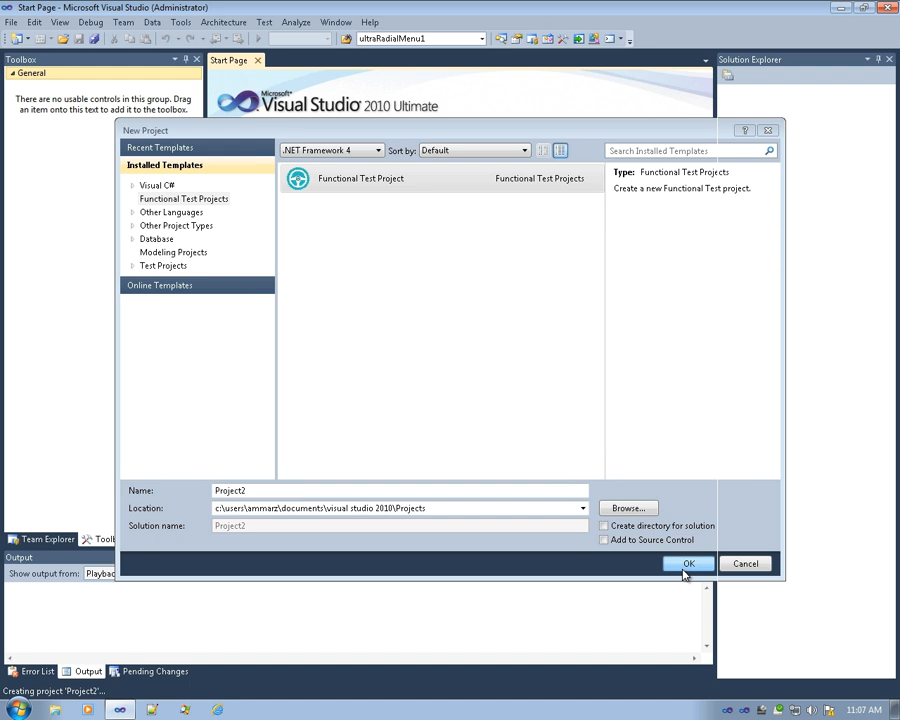 Start Page - Microsoft Visual Studio (Administrator)
File Edit View Debug Team Data Tools Architecture Test Analyze Window Help
ultraRadialMenu1
Toolbox
General
There are no usable controls in this group. Drag
an item onto this text to add it to the toolbox.
Start Page
Microsoft®
Visual Studio 2010 Ultimate
Solution Explorer
New Project
Recent Templates
Installed Templates
Visual C#
Functional Test Projects
Other Languages
Other Project Types
Database
Modeling Projects
Test Projects
Online Templates
.NET Framework 4 Sort by: Default
Functional Test Project Functional Test Projects
Search Installed Templates
Type: Functional Test Projects
Create a new Functional Test project.
Name: Project2
Location: c:\users\ammarz\documents\visual studio 2010\Projects Browse...
Solution name: Project2
Create directory for solution
Add to Source Control
OK Cancel
Team Explorer Toolb
Output
Show output from: Playbac
Error List Output Pending Changes
Creating project 'Project2'...
11:07 AM